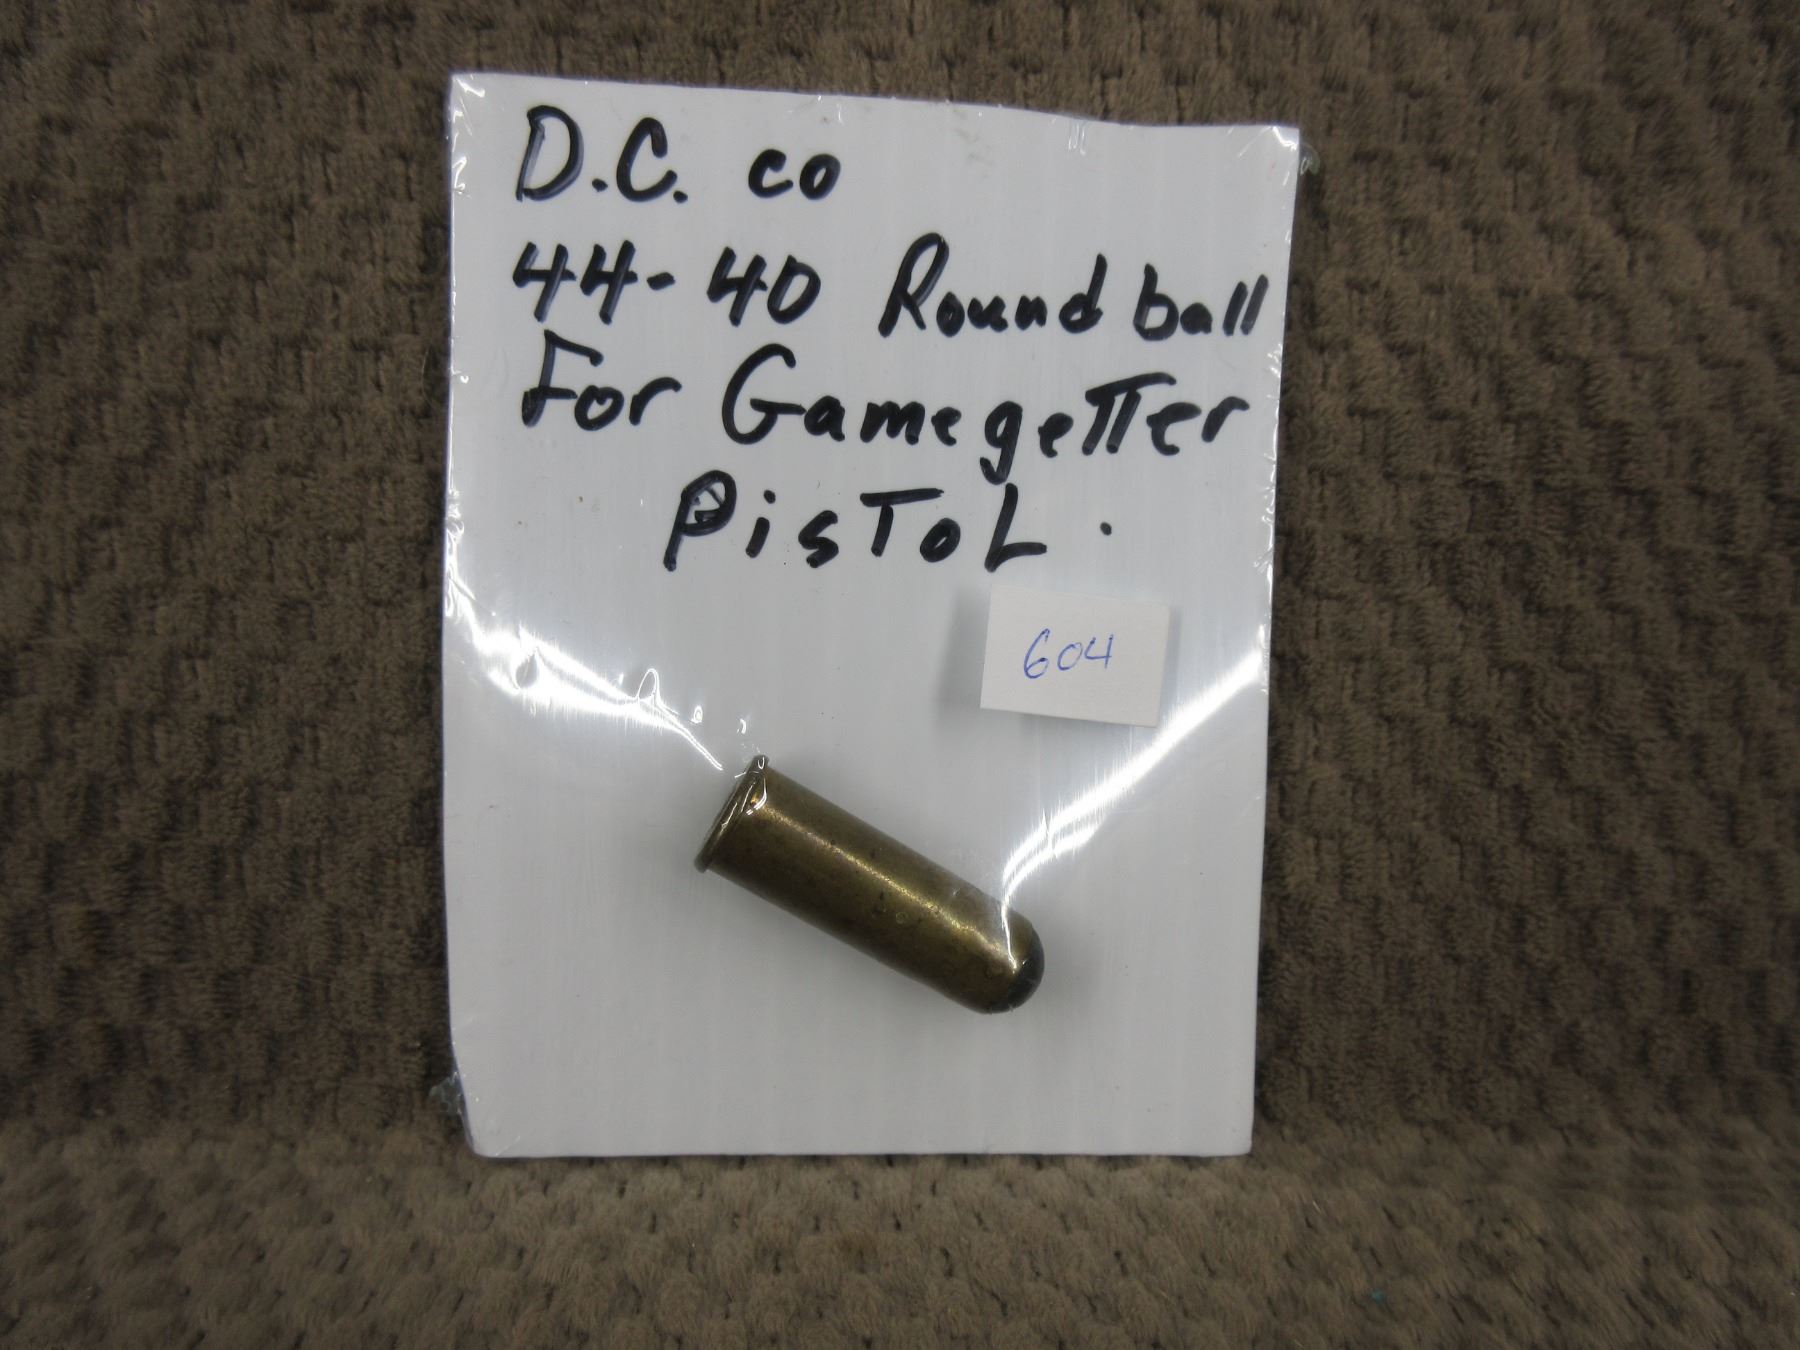 D.C. co
44-40 Round ball
For Gamegetter
PisToL.
604